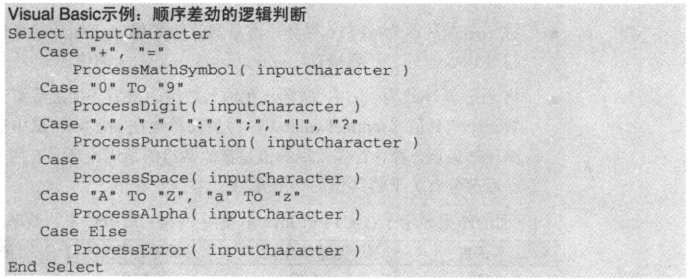 Visual Basic示例：顺序差劲的逻辑判断
Select inputCharacter
   Case "+", "="
      ProcessMathSymbol( inputCharacter )
   Case "0" To "9"
      ProcessDigit( inputCharacter )
   Case ",", ".", ":", ";", "!", "?"
      ProcessPunctuation( inputCharacter )
   Case " "
      ProcessSpace( inputCharacter )
   Case "A" To "Z", "a" To "z"
      ProcessAlpha( inputCharacter )
   Case Else
      ProcessError( inputCharacter )
End Select